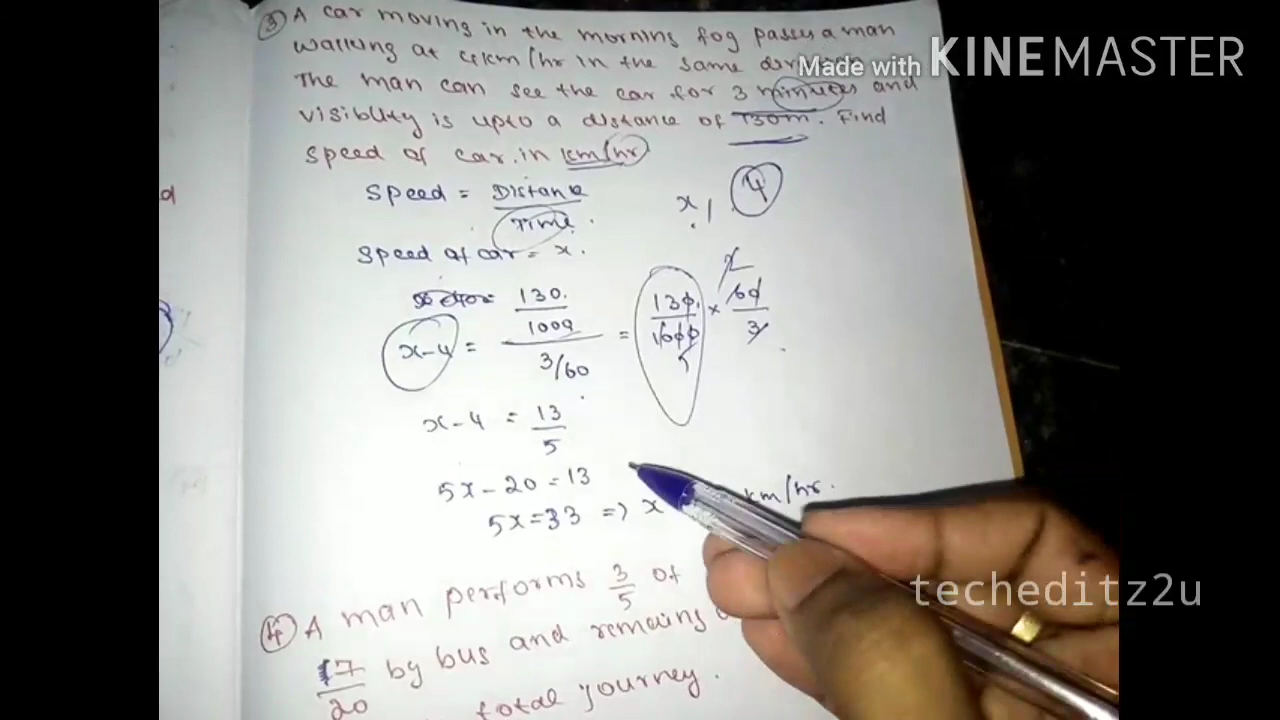 ③ A car moving in the morning fog passes a man
walking at 4km/hr in the same
Made with KINEMASTER
The man can see the car for 3 minutes and
visiblity is upto a distance of 130m. Find
speed of car in km/hr
speed = Distance / Time
x, 4
speed of car = x.
x-4 = (130/1000) / (3/60) = 130/1000 × 60/3
5
x-4 = 13/5
5x-20=13
5x=33 => x km/hr.
techeditz2u
④ A man performs 3/5 of
17/20 by bus and remaing
total journey.